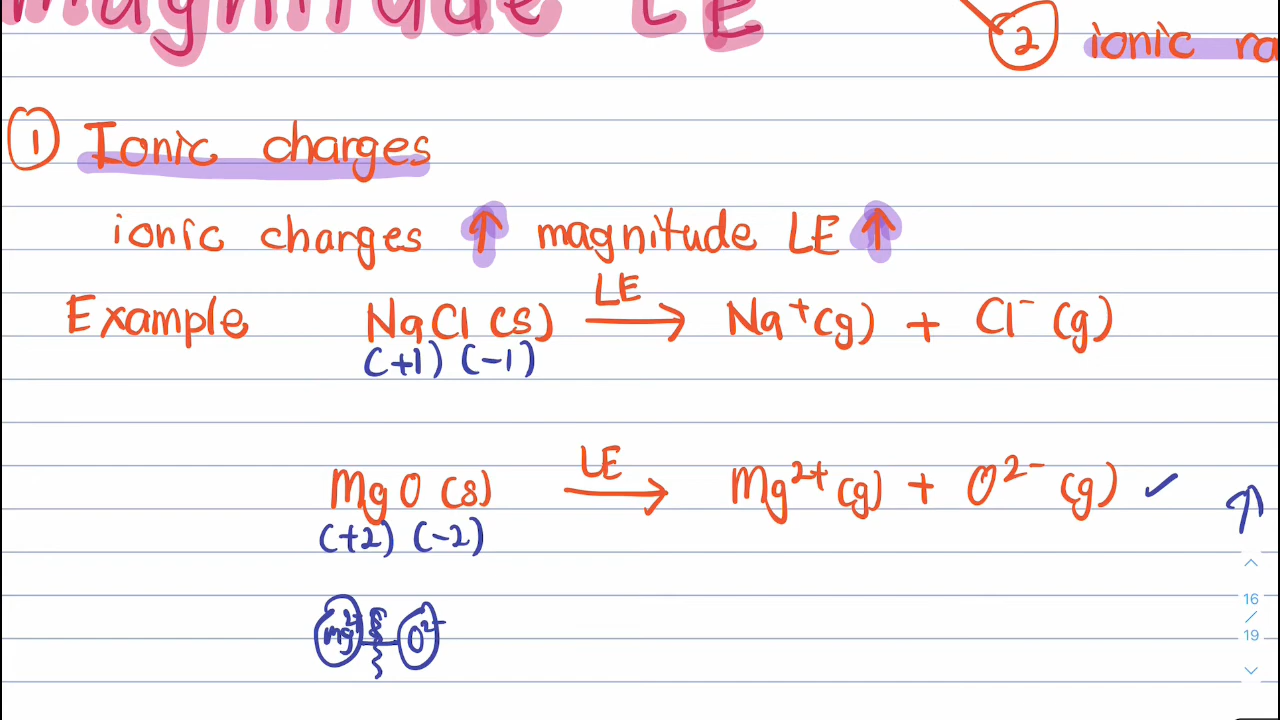 magnitude LE
2 ionic ra
1 Ionic charges
ionic charges ↑ magnitude LE ↑
LE
Example NaCl (s) → Na⁺(g) + Cl⁻ (g)
(+1) (-1)
LE
MgO (s) → Mg²⁺(g) + O²⁻ (g) ✓ ↑
(+2) (-2)
16
/
19
Mg²⁺ O²⁻